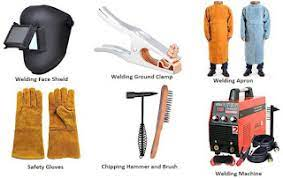 Welding Face Shield
Welding Ground Clamp
Welding Apron
Safety Gloves
Chipping Hammer and Brush
Welding Machine